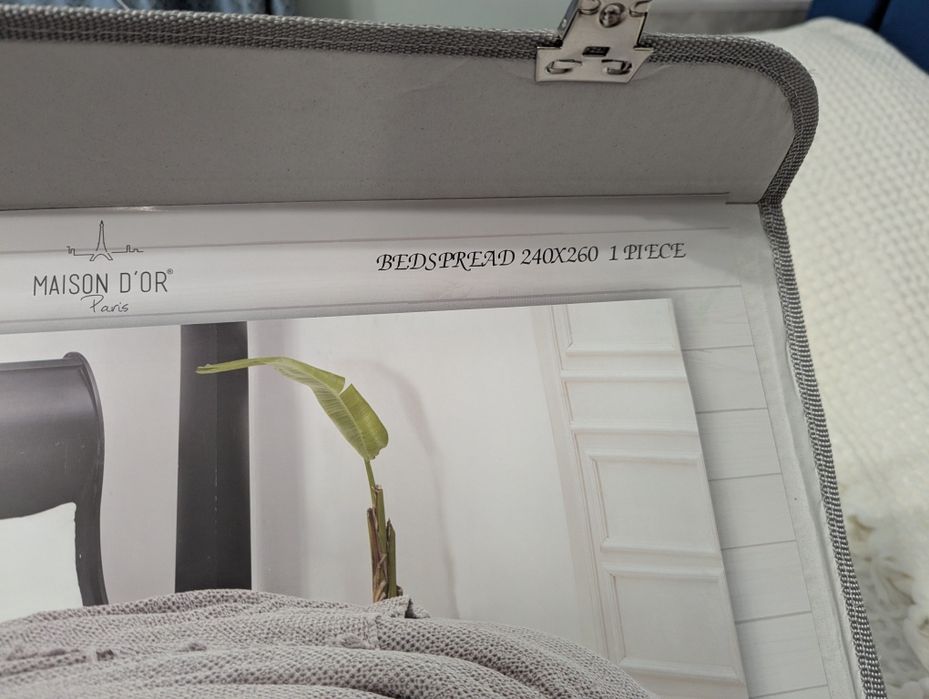 MAISON D'OR®
Paris
BEDSPREAD 240X260 1 PIECE